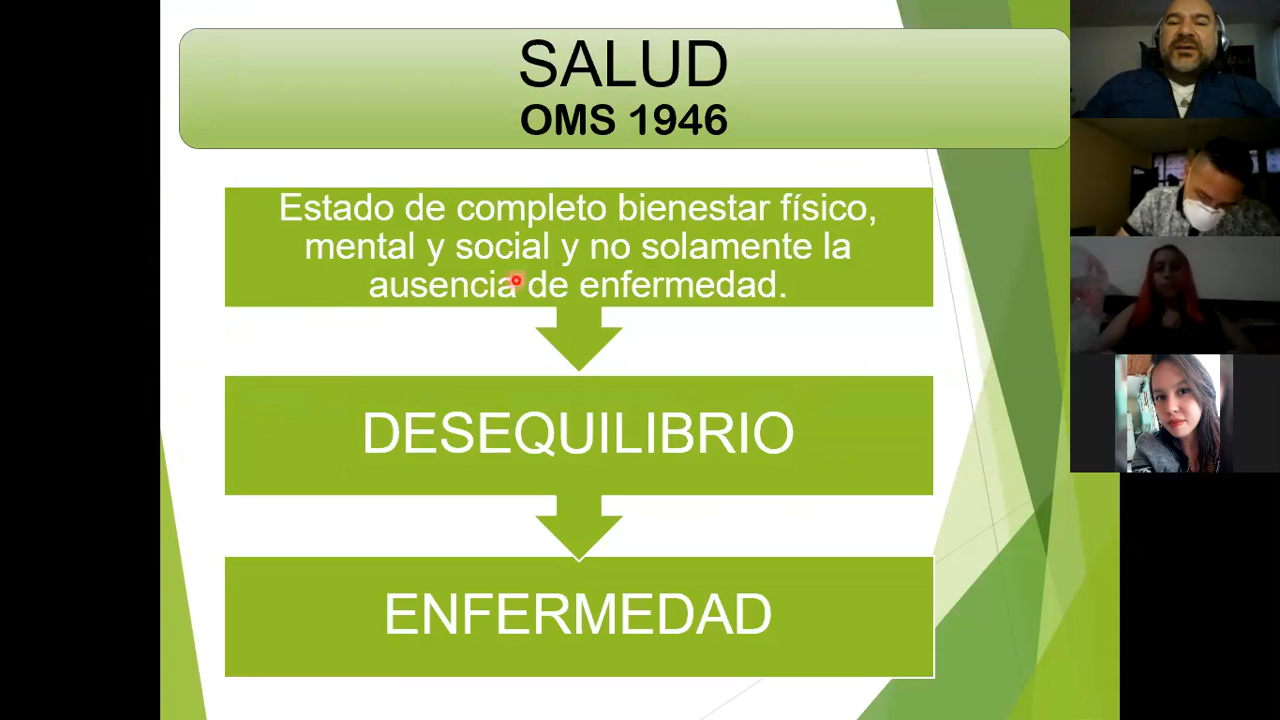 SALUD
OMS 1946
Estado de completo bienestar físico,
mental y social y no solamente la
ausencia de enfermedad.
DESEQUILIBRIO
ENFERMEDAD